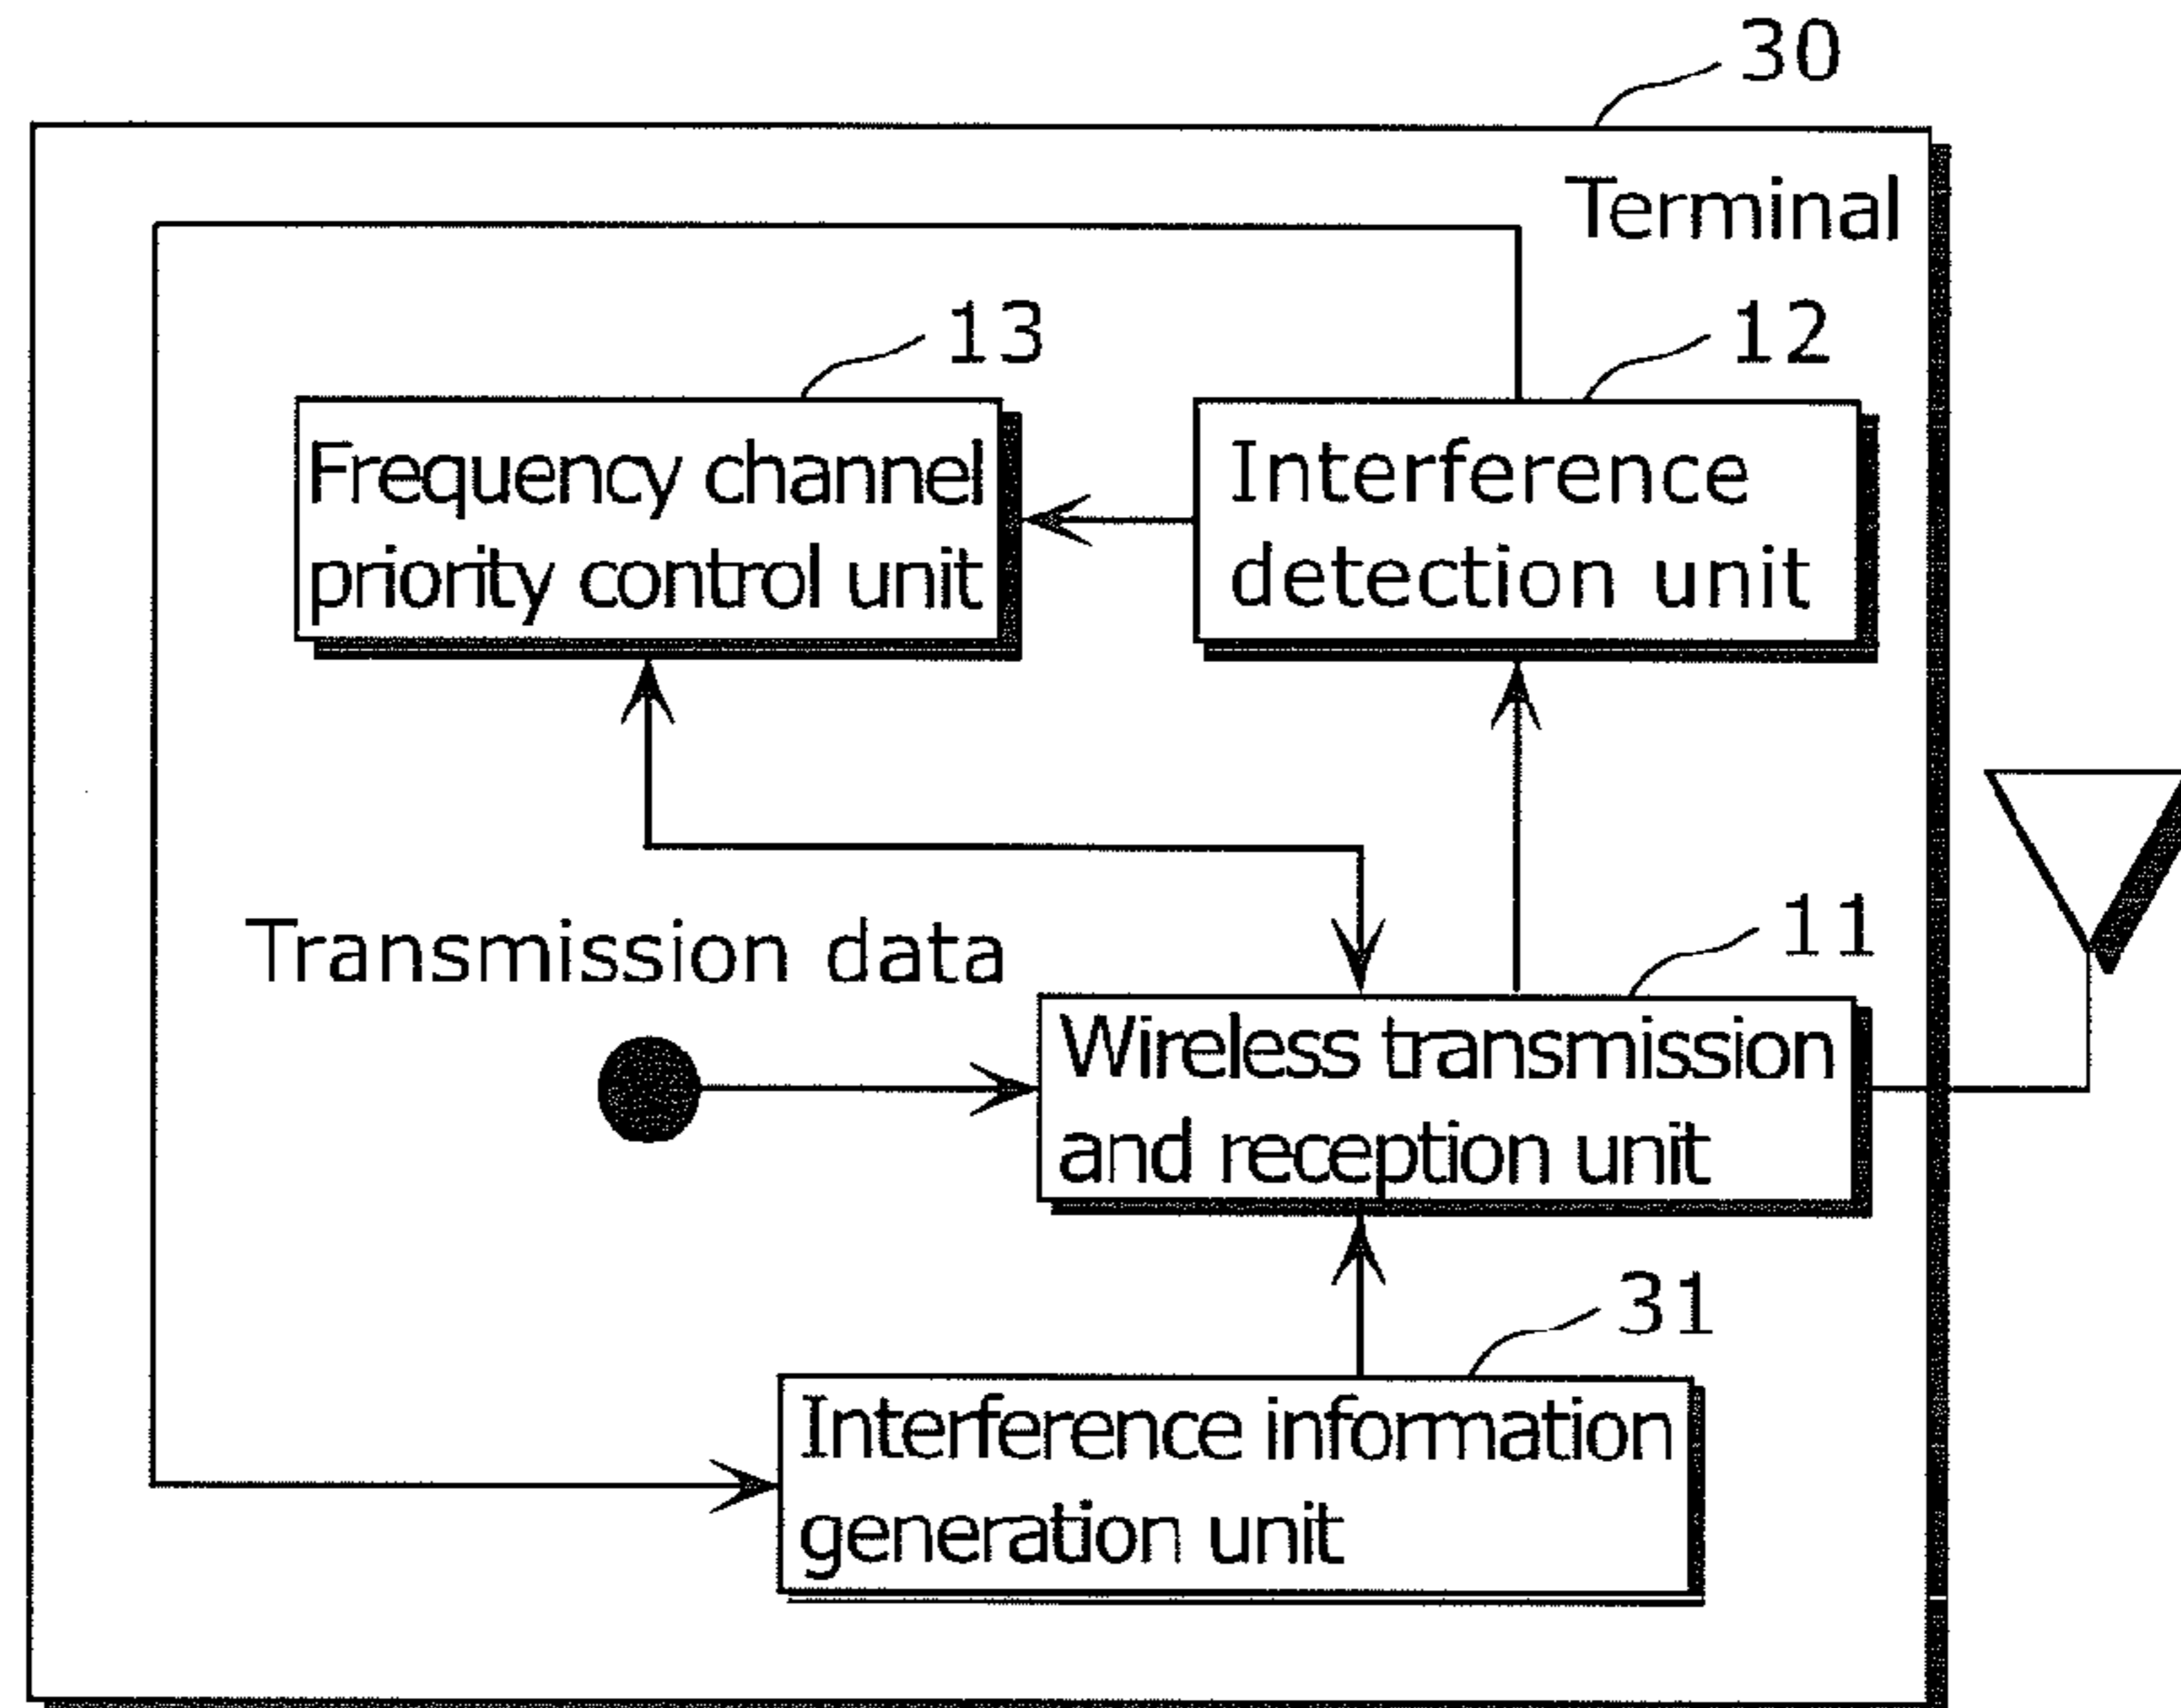 30
Terminal
13
12
Frequency channel
priority control unit
Interference
detection unit
Transmission data
11
Wireless transmission
and reception unit
31
Interference information
generation unit